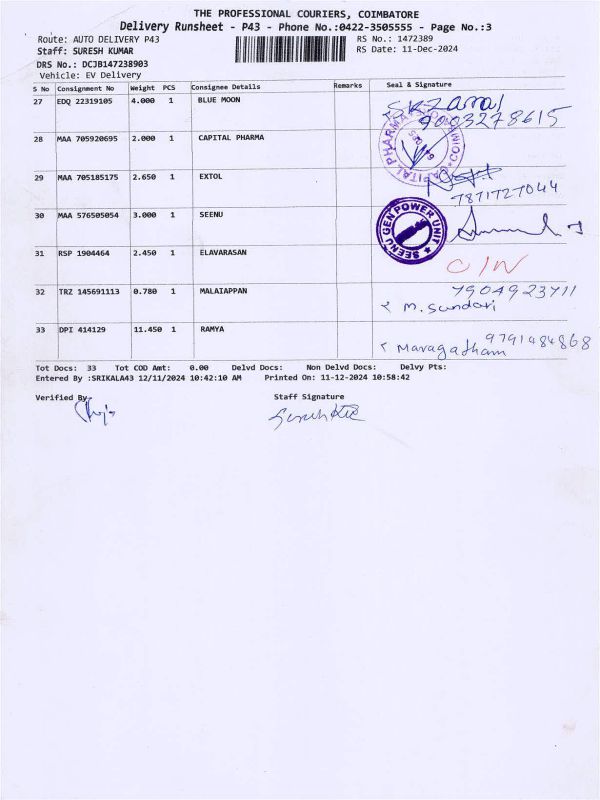 THE PROFESSIONAL COURIERS, COIMBATORE
Delivery Runsheet - P43 - Phone No.:0422-3505555 - Page No.:3
Route: AUTO DELIVERY P43
RS No.: 1472389
Staff: SURESH KUMAR
RS Date: 11-Dec-2024
DRS No.: DCJB147238903
Vehicle: EV Delivery
S No Consignment No Weight PCS Consignee Details Remarks Seal & Signature
27 EDQ 22319105 4.000 1 BLUE MOON
9003278615
28 MAA 705920695 2.000 1 CAPITAL PHARMA
29 MAA 705185175 2.650 1 EXTOL
7871727044
30 MAA 576505054 3.000 1 SEENU
SEENU GEN POWER UNIT
31 RSP 1904464 2.450 1 ELAVARASAN
32 TRZ 145691113 0.780 1 MALAIAPPAN
7904923711
M. Sundari
33 DPI 414129 11.450 1 RAMYA
9791484868
Maragatham
Tot Docs: 33 Tot COD Amt: 0.00 Delvd Docs: Non Delvd Docs: Delvy Pts:
Entered By :SRIKALA43 12/11/2024 10:42:10 AM Printed On: 11-12-2024 10:58:42
Verified By
Staff Signature